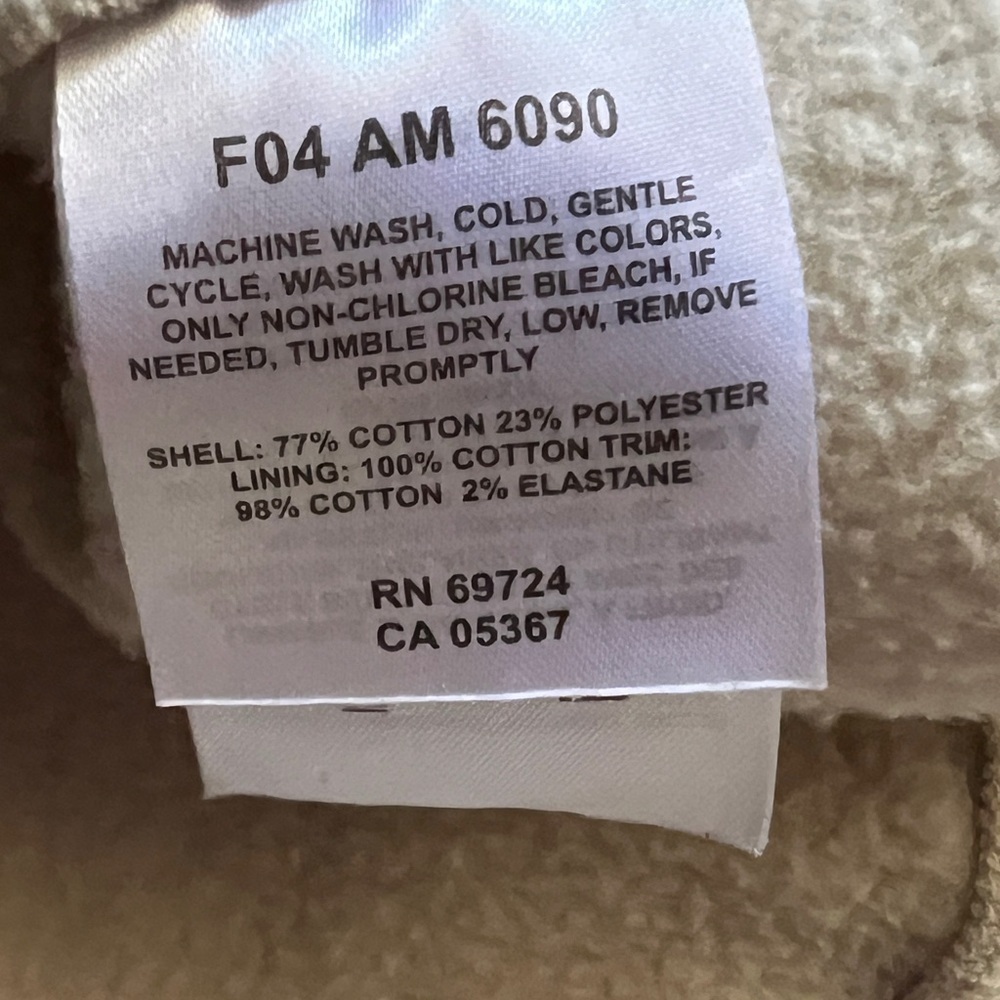 F04 AM 6090
MACHINE WASH, COLD, GENTLE
CYCLE, WASH WITH LIKE COLORS,
ONLY NON-CHLORINE BLEACH, IF
NEEDED, TUMBLE DRY, LOW, REMOVE
PROMPTLY
SHELL: 77% COTTON 23% POLYESTER
LINING: 100% COTTON TRIM:
98% COTTON 2% ELASTANE
RN 69724
CA 05367